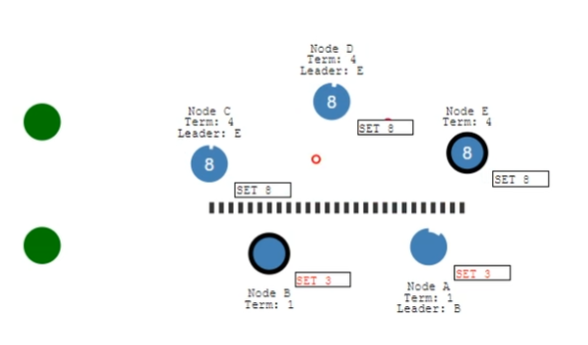 Node D
Term: 4
Leader: E
8
SET 8
Node C
Term: 4
Leader: E
8
SET 8
Node E
Term: 4
8
SET 8
SET 3
Node B
Term: 1
SET 3
Node A
Term: 1
Leader: B